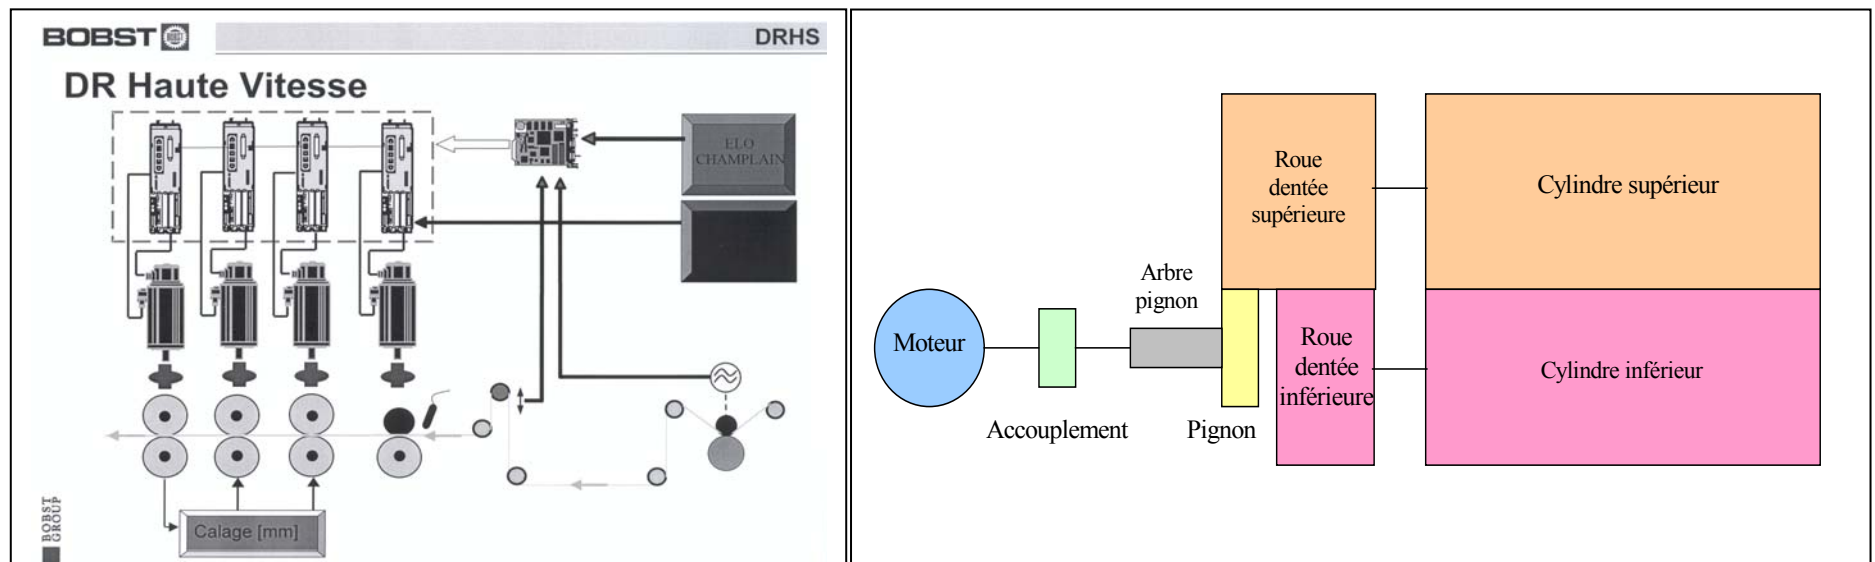 BOBST
DRHS
DR Haute Vitesse
ELO
CHAMPLAIN
Calage [mm]
BOBST
GROUP
Roue
dentée
supérieure
Cylindre supérieur
Arbre
pignon
Moteur
Roue
dentée
inférieure
Cylindre inférieur
Accouplement
Pignon